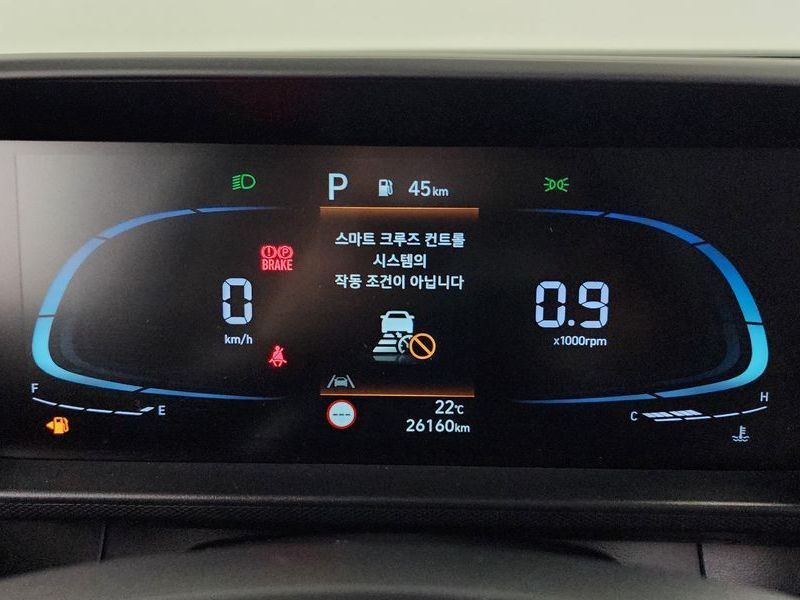 P 45km
스마트 크루즈 컨트롤
시스템의
작동 조건이 아닙니다
(!) (P)
BRAKE
0
km/h
0.9
x1000rpm
F
E
---
22℃
26160km
C
H